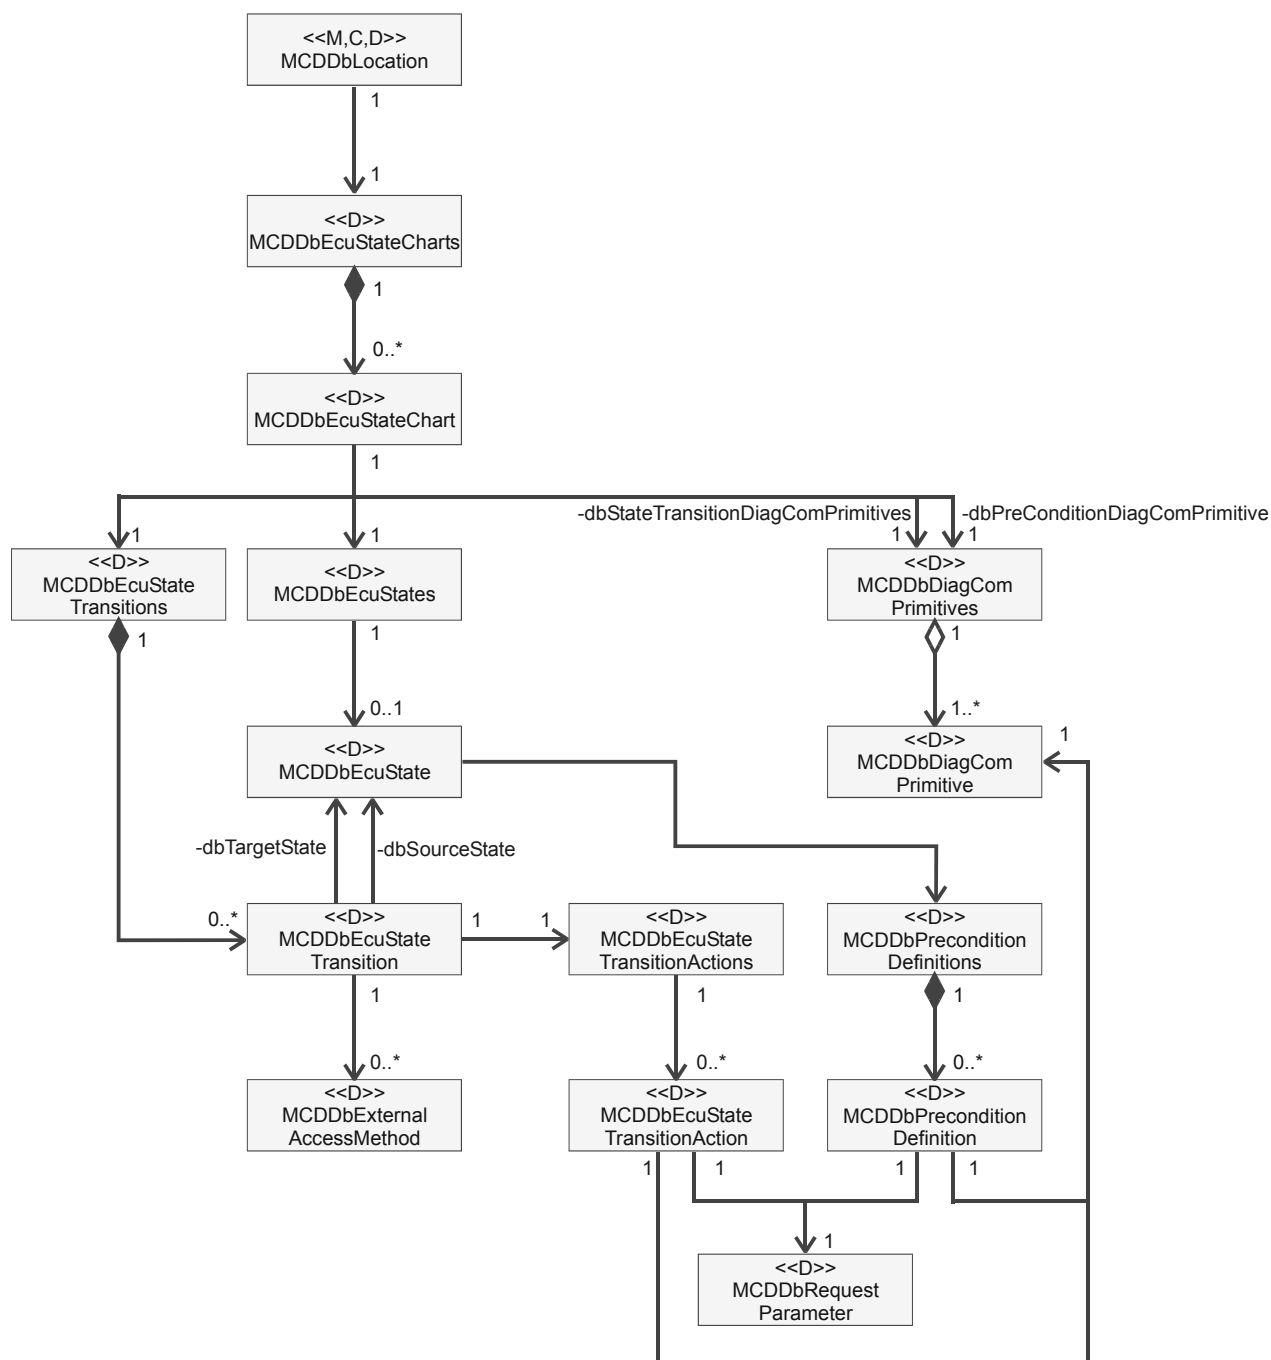 <<M,C,D>>
MCDDbLocation
1
1
<<D>>
MCDDbEcuStateCharts
1
0..*
<<D>>
MCDDbEcuStateChart
1
-dbStateTransitionDiagComPrimitives
-dbPreConditionDiagComPrimitive
1
1
1
1
<<D>>
MCDDbEcuState
Transitions
<<D>>
MCDDbEcuStates
<<D>>
MCDDbDiagCom
Primitives
1
1
1
0..1
1..*
<<D>>
MCDDbEcuState
<<D>>
MCDDbDiagCom
Primitive
1
-dbTargetState
-dbSourceState
0..*
<<D>>
MCDDbEcuState
Transition
1
1
<<D>>
MCDDbEcuState
TransitionActions
<<D>>
MCDDbPrecondition
Definitions
1
1
1
0..*
0..*
0..*
<<D>>
MCDDbExternal
AccessMethod
<<D>>
MCDDbEcuState
TransitionAction
<<D>>
MCDDbPrecondition
Definition
1
1
1
1
1
<<D>>
MCDDbRequest
Parameter